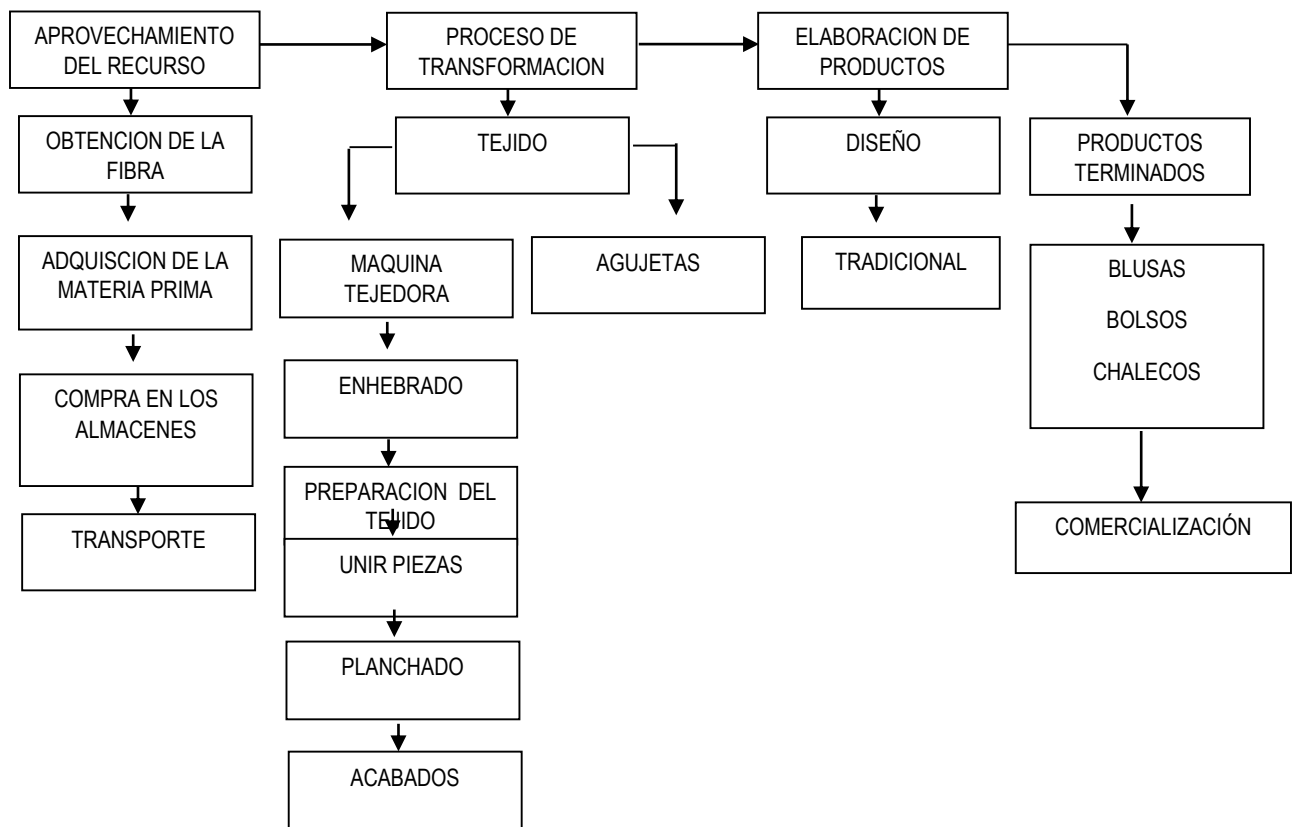 APROVECHAMIENTO
DEL RECURSO
PROCESO DE
TRANSFORMACION
ELABORACION DE
PRODUCTOS
OBTENCION DE LA
FIBRA
TEJIDO
DISEÑO
PRODUCTOS
TERMINADOS
ADQUISCION DE LA
MATERIA PRIMA
MAQUINA
TEJEDORA
AGUJETAS
TRADICIONAL
BLUSAS
BOLSOS
CHALECOS
COMPRA EN LOS
ALMACENES
ENHEBRADO
PREPARACION DEL
TEJIDO
TRANSPORTE
UNIR PIEZAS
COMERCIALIZACIÓN
PLANCHADO
ACABADOS